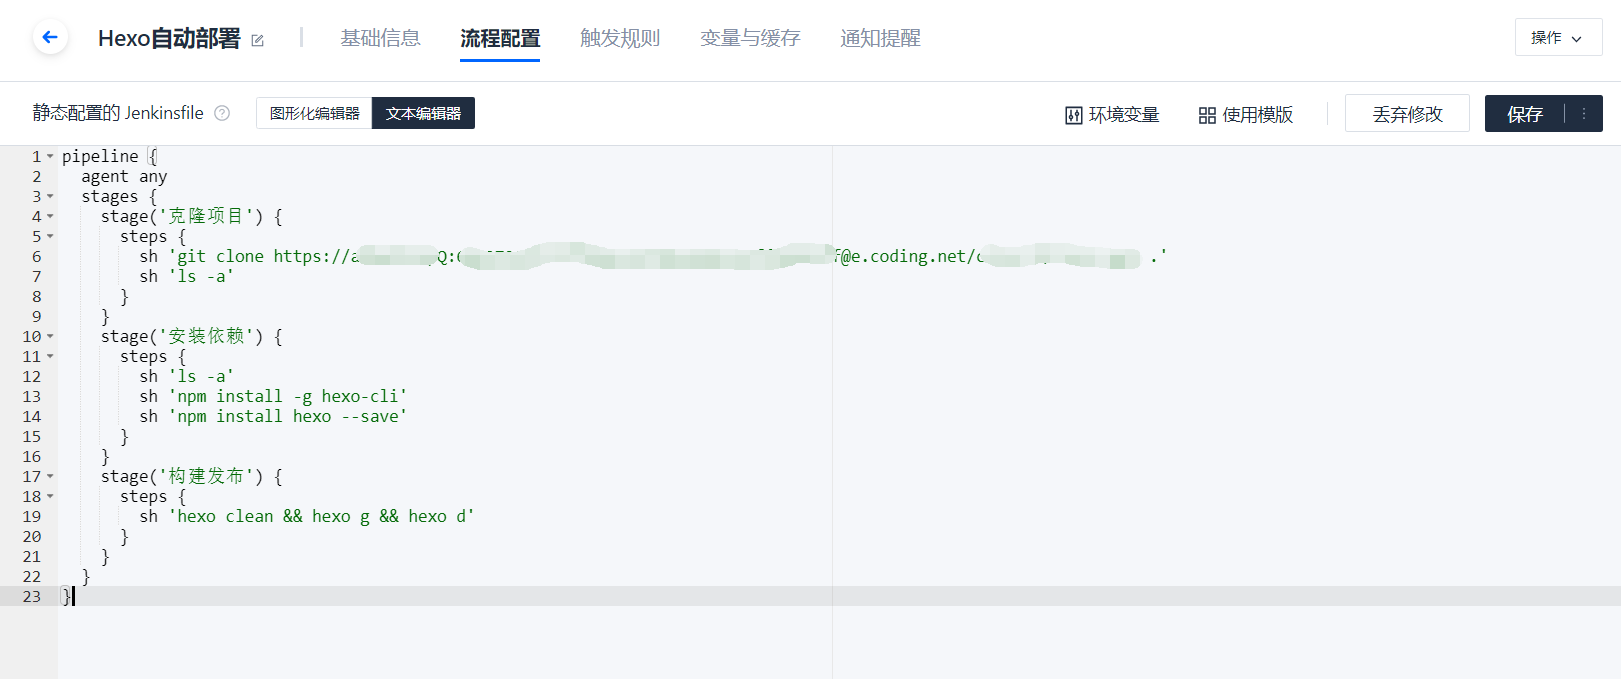 Hexo自动部署 基础信息 流程配置 触发规则 变量与缓存 通知提醒 操作
静态配置的 Jenkinsfile 图形化编辑器 文本编辑器 环境变量 使用模版 丢弃修改 保存
1 pipeline {
2 agent any
3 stages {
4 stage('克隆项目') {
5 steps {
6 sh 'git clone https://a Q: f@e.coding.net/ .'
7 sh 'ls -a'
8 }
9 }
10 stage('安装依赖') {
11 steps {
12 sh 'ls -a'
13 sh 'npm install -g hexo-cli'
14 sh 'npm install hexo --save'
15 }
16 }
17 stage('构建发布') {
18 steps {
19 sh 'hexo clean && hexo g && hexo d'
20 }
21 }
22 }
23 }